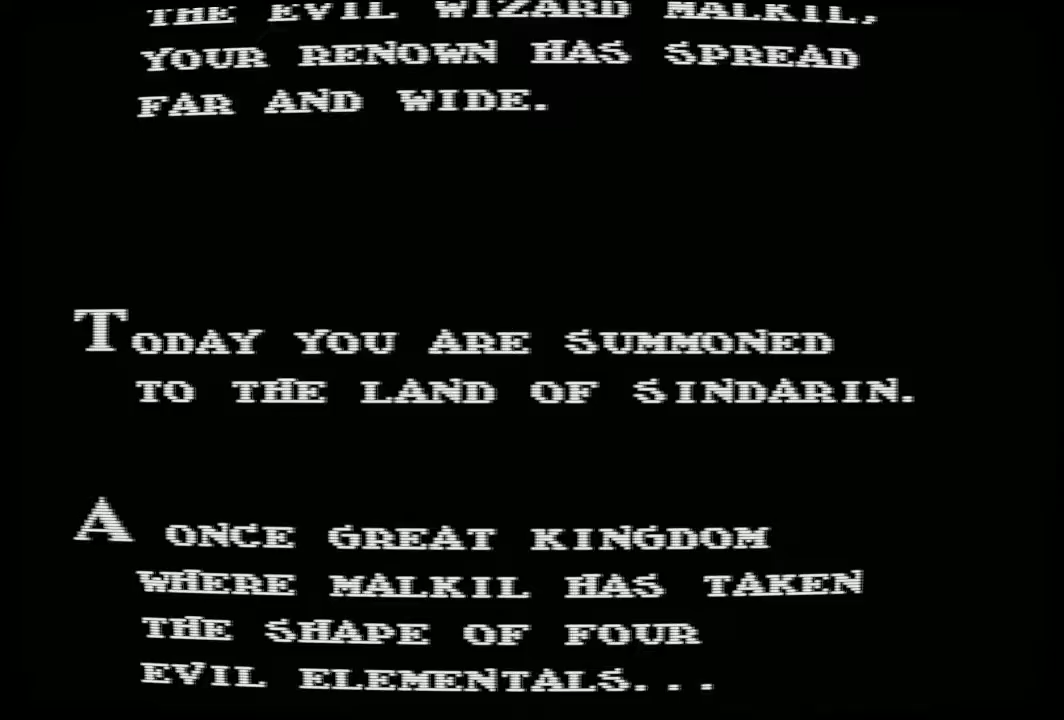 THE EVIL WIZARD MALKIL,
YOUR RENOWN HAS SPREAD
FAR AND WIDE.
TODAY YOU ARE SUMMONED
TO THE LAND OF SINDARIN.
A ONCE GREAT KINGDOM
WHERE MALKIL HAS TAKEN
THE SHAPE OF FOUR
EVIL ELEMENTALS...